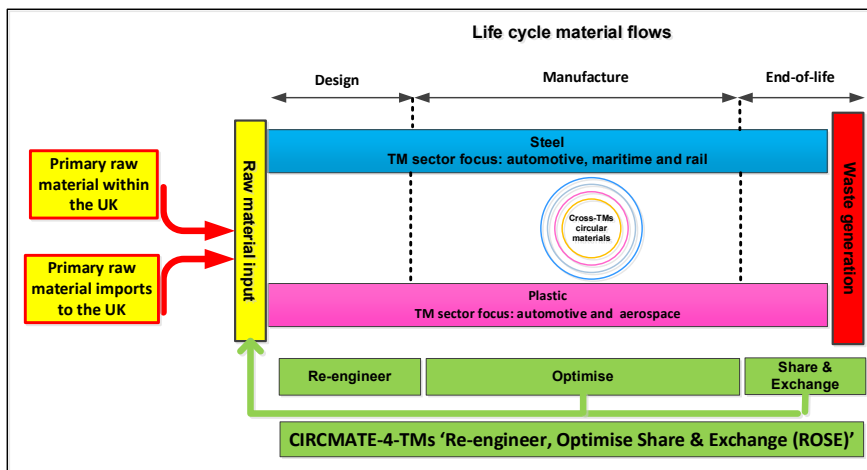 Life cycle material flows
Design
Manufacture
End-of-life
Primary raw
material within
the UK
Primary raw
material imports
to the UK
Raw material input
Steel
TM sector focus: automotive, maritime and rail
Cross-TMs
circular
materials
Plastic
TM sector focus: automotive and aerospace
Waste generation
Re-engineer
Optimise
Share &
Exchange
CIRCMATE-4-TMs ‘Re-engineer, Optimise Share & Exchange (ROSE)’